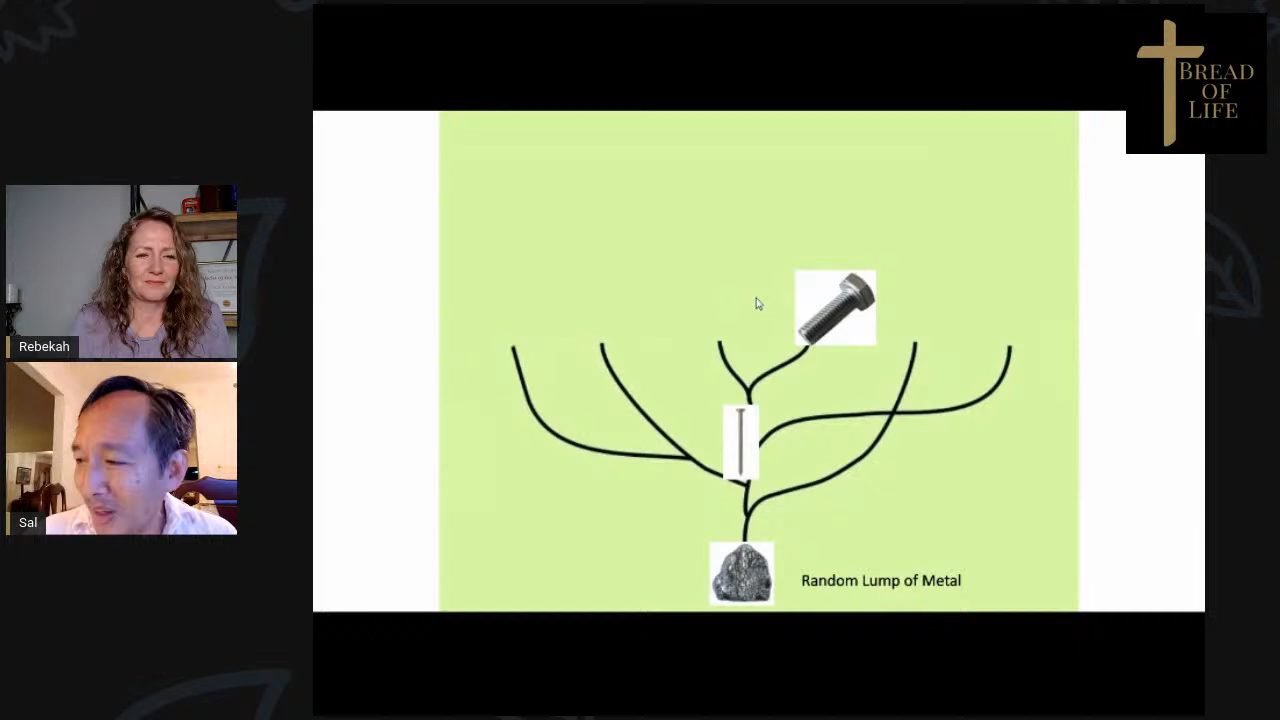 BREAD
OF
LIFE
Rebekah
Sal
Random Lump of Metal